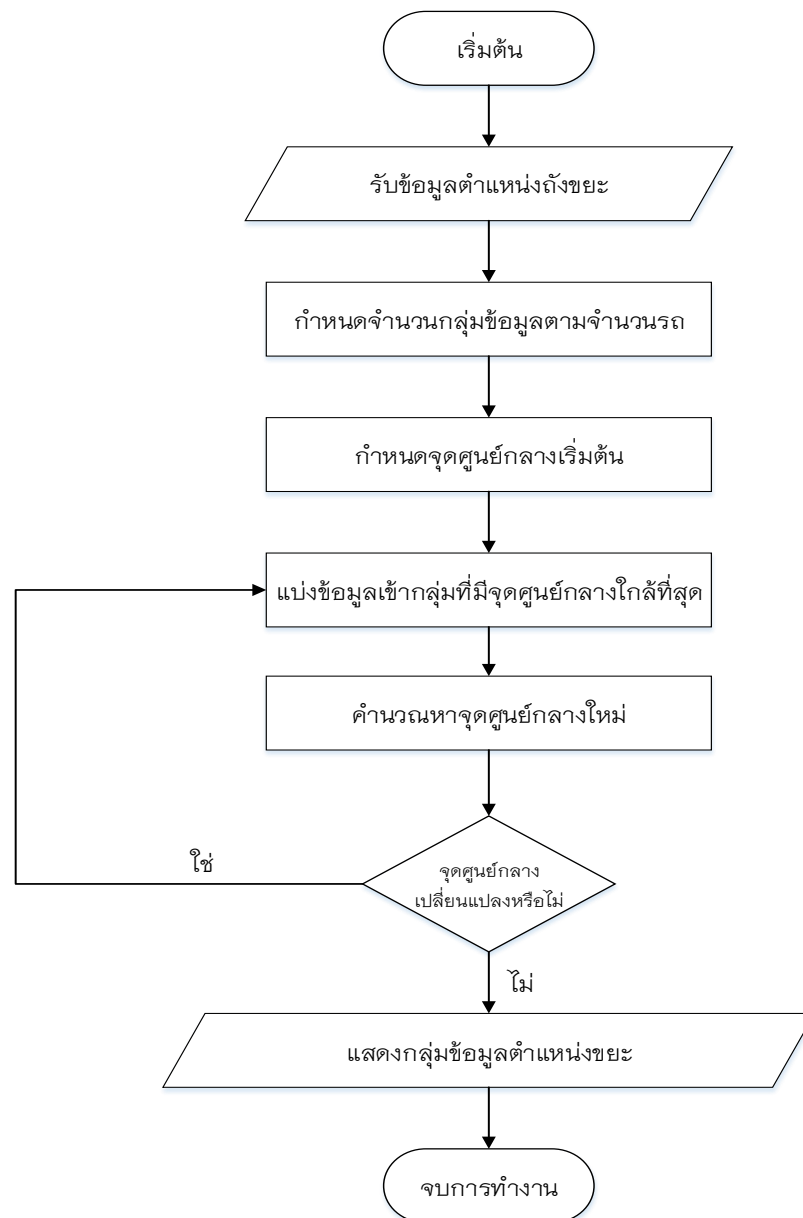 เริ่มต้น
รับข้อมูลตำแหน่งถังขยะ
กำหนดจำนวนกลุ่มข้อมูลตามจำนวนรถ
กำหนดจุดศูนย์กลางเริ่มต้น
แบ่งข้อมูลเข้ากลุ่มที่มีจุดศูนย์กลางใกล้ที่สุด
คำนวณหาจุดศูนย์กลางใหม่
ใช่
จุดศูนย์กลาง
เปลี่ยนแปลงหรือไม่
ไม่
แสดงกลุ่มข้อมูลตำแหน่งขยะ
จบการทำงาน